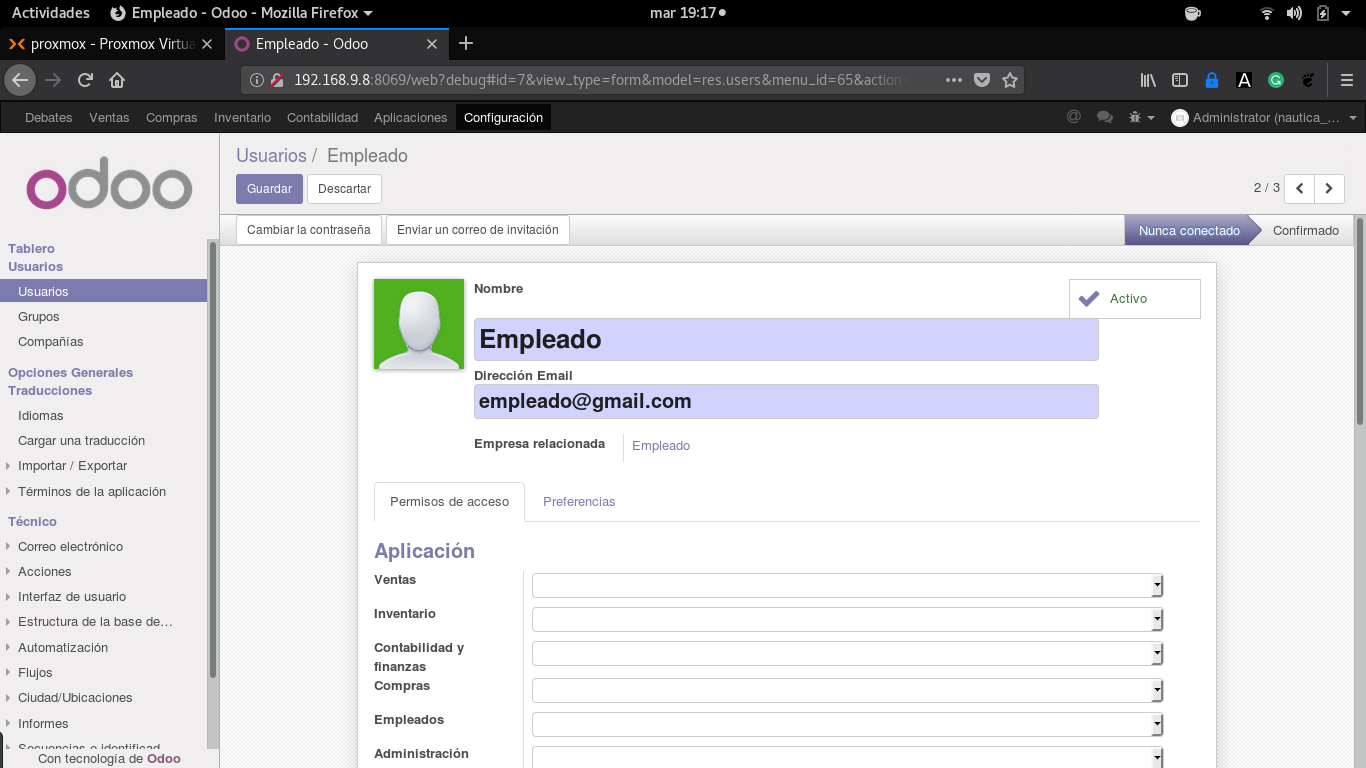 Actividades Empleado - Odoo - Mozilla Firefox mar 19:17
proxmox - Proxmox Virtua Empleado - Odoo
192.168.9.8:8069/web?debug#id=7&view_type=form&model=res.users&menu_id=65&action=
Debates Ventas Compras Inventario Contabilidad Aplicaciones Configuración Administrator (nautica_...
odoo
Usuarios / Empleado
Guardar Descartar 2 / 3
Cambiar la contraseña Enviar un correo de invitación Nunca conectado Confirmado
Tablero
Usuarios
Usuarios
Grupos
Compañías
Opciones Generales
Traducciones
Idiomas
Cargar una traducción
Importar / Exportar
Términos de la aplicación
Técnico
Correo electrónico
Acciones
Interfaz de usuario
Estructura de la base de...
Automatización
Flujos
Ciudad/Ubicaciones
Informes
Secuencias e identificad
Con tecnología de Odoo
Nombre
Activo
Empleado
Dirección Email
empleado@gmail.com
Empresa relacionada Empleado
Permisos de acceso Preferencias
Aplicación
Ventas
Inventario
Contabilidad y
finanzas
Compras
Empleados
Administración